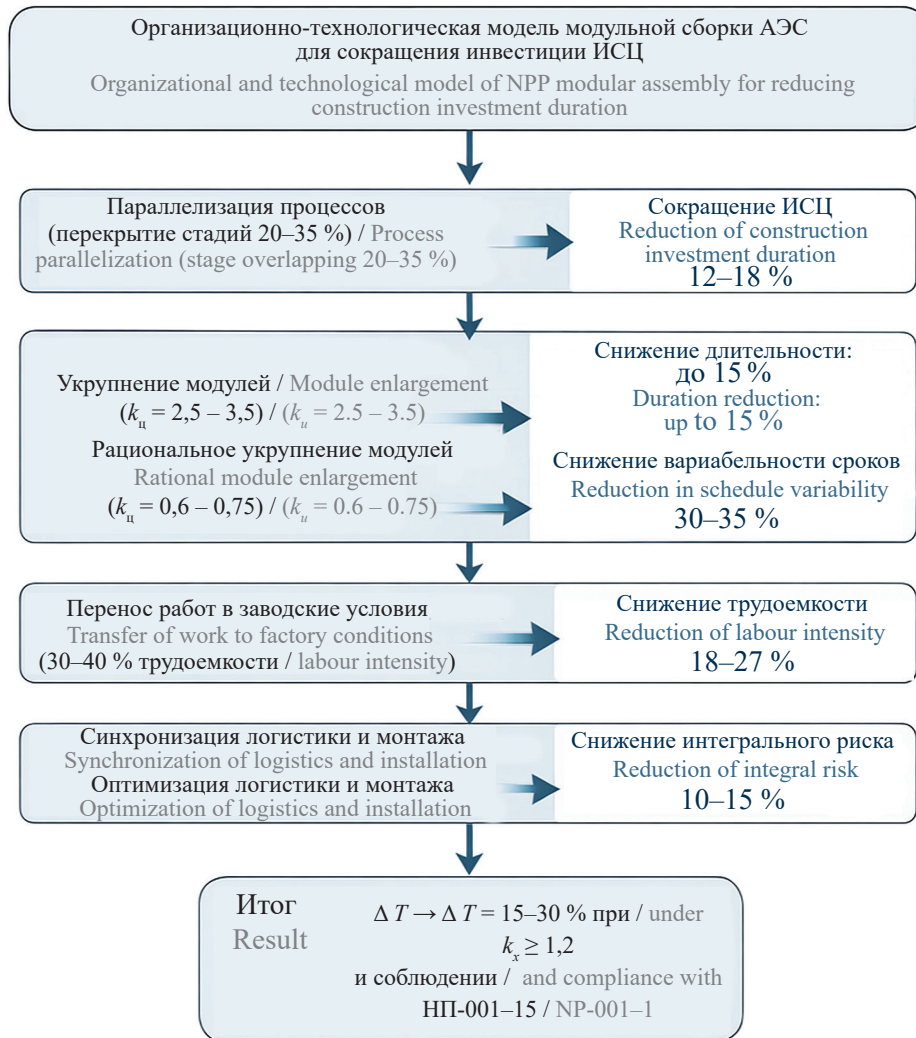 Организационно-технологическая модель модульной сборки АЭС
для сокращения инвестиции ИСЦ
Organizational and technological model of NPP modular assembly for reducing
construction investment duration
Параллелизация процессов
(перекрытие стадий 20–35 %) / Process
parallelization (stage overlapping 20–35 %)
Сокращение ИСЦ
Reduction of construction
investment duration
12–18 %
Укрупнение модулей / Module enlargement
(kц = 2,5 – 3,5) / (ku = 2.5 – 3.5)
Рациональное укрупнение модулей
Rational module enlargement
(kц = 0,6 – 0,75) / (ku = 0.6 – 0.75)
Снижение длительности:
до 15 %
Duration reduction:
up to 15 %
Снижение вариабельности сроков
Reduction in schedule variability
30–35 %
Перенос работ в заводские условия
Transfer of work to factory conditions
(30–40 % трудоемкости / labour intensity)
Снижение трудоемкости
Reduction of labour intensity
18–27 %
Синхронизация логистики и монтажа
Synchronization of logistics and installation
Оптимизация логистики и монтажа
Optimization of logistics and installation
Снижение интегрального риска
Reduction of integral risk
10–15 %
Итог
Result
Δ T → Δ T = 15–30 % при / under
kx ≥ 1,2
и соблюдении / and compliance with
НП-001–15 / NP-001–1